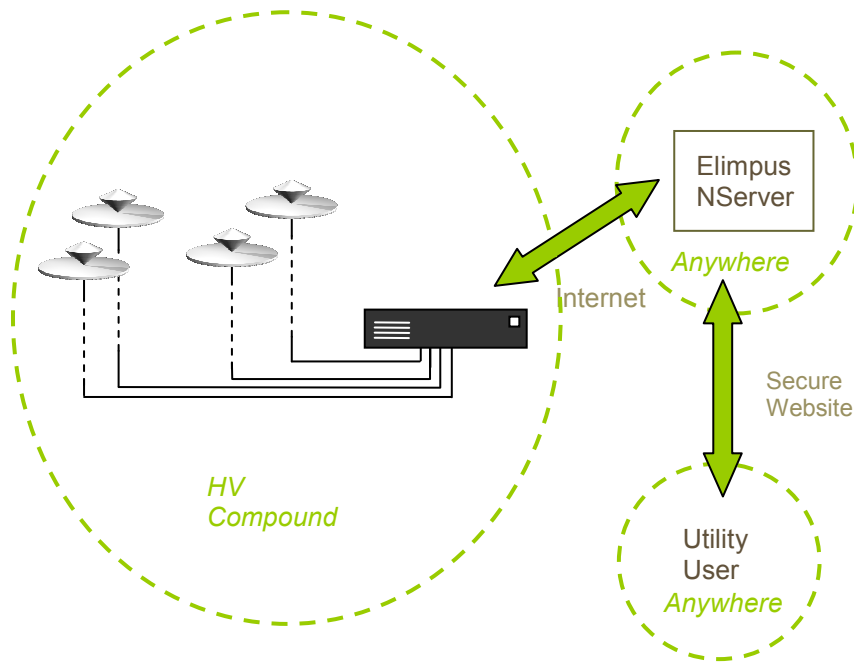 Elimpus
NServer
Anywhere
Internet
Secure
Website
HV
Compound
Utility
User
Anywhere